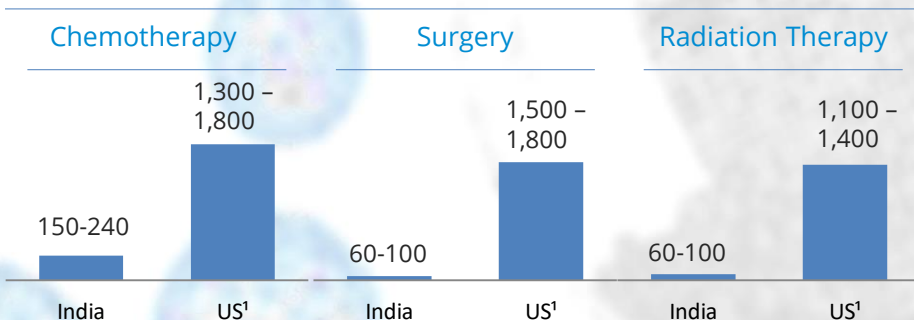 Chemotherapy
Surgery
Radiation Therapy
1,300 –
1,800
150-240
India
US¹
1,500 –
1,800
60-100
India
US¹
1,100 –
1,400
60-100
India
US¹